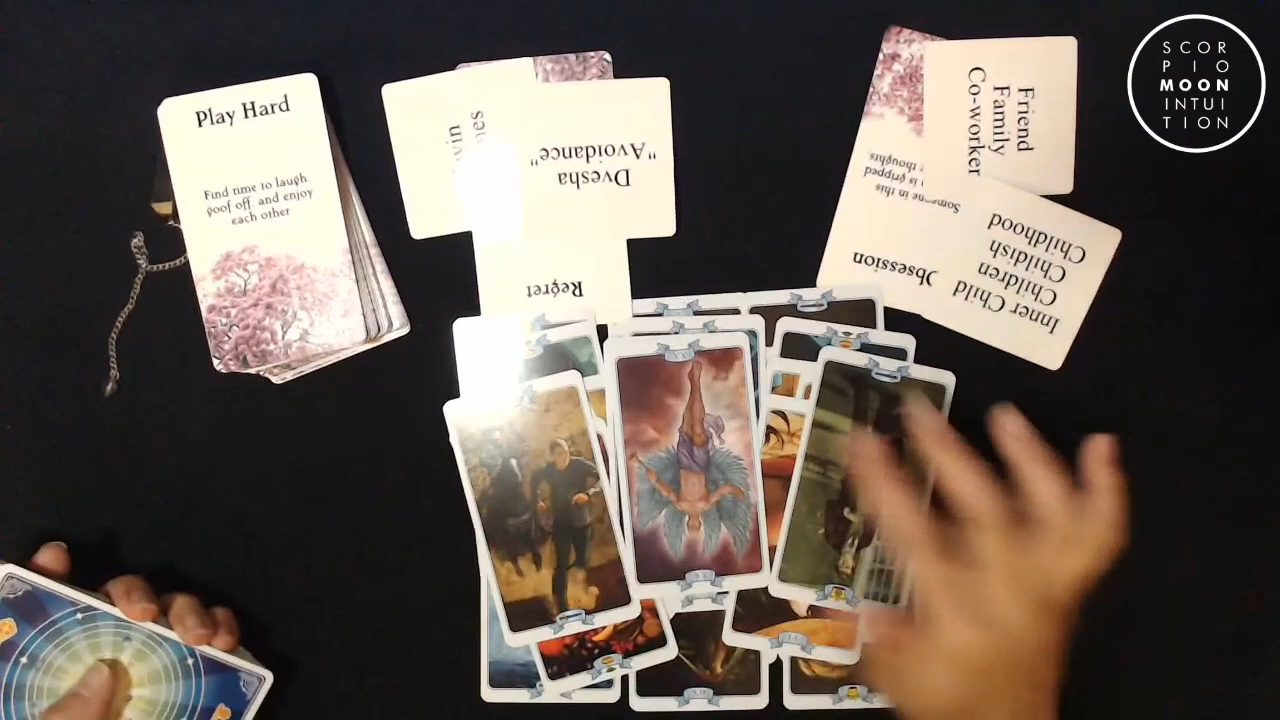 SCOR
PIO
MOON
INTUI
TION
Play Hard
Find time to laugh
goof off, and enjoy
each other
Dvesha
"Avoidance"
Regret
Friend
Family
Co-worker
is gripped
thoughts
in this
Obsession
Inner Child
Children
Childish
Childhood